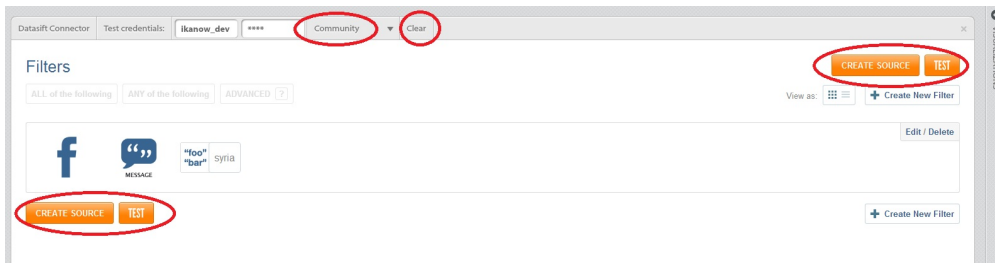 Datasift Connector Test credentials: ikanow_dev **** Community Clear
Filters
CREATE SOURCE TEST
ALL of the following ANY of the following ADVANCED ? View as: Create New Filter
Edit / Delete
"foo" "bar" syria
MESSAGE
CREATE SOURCE TEST
Create New Filter